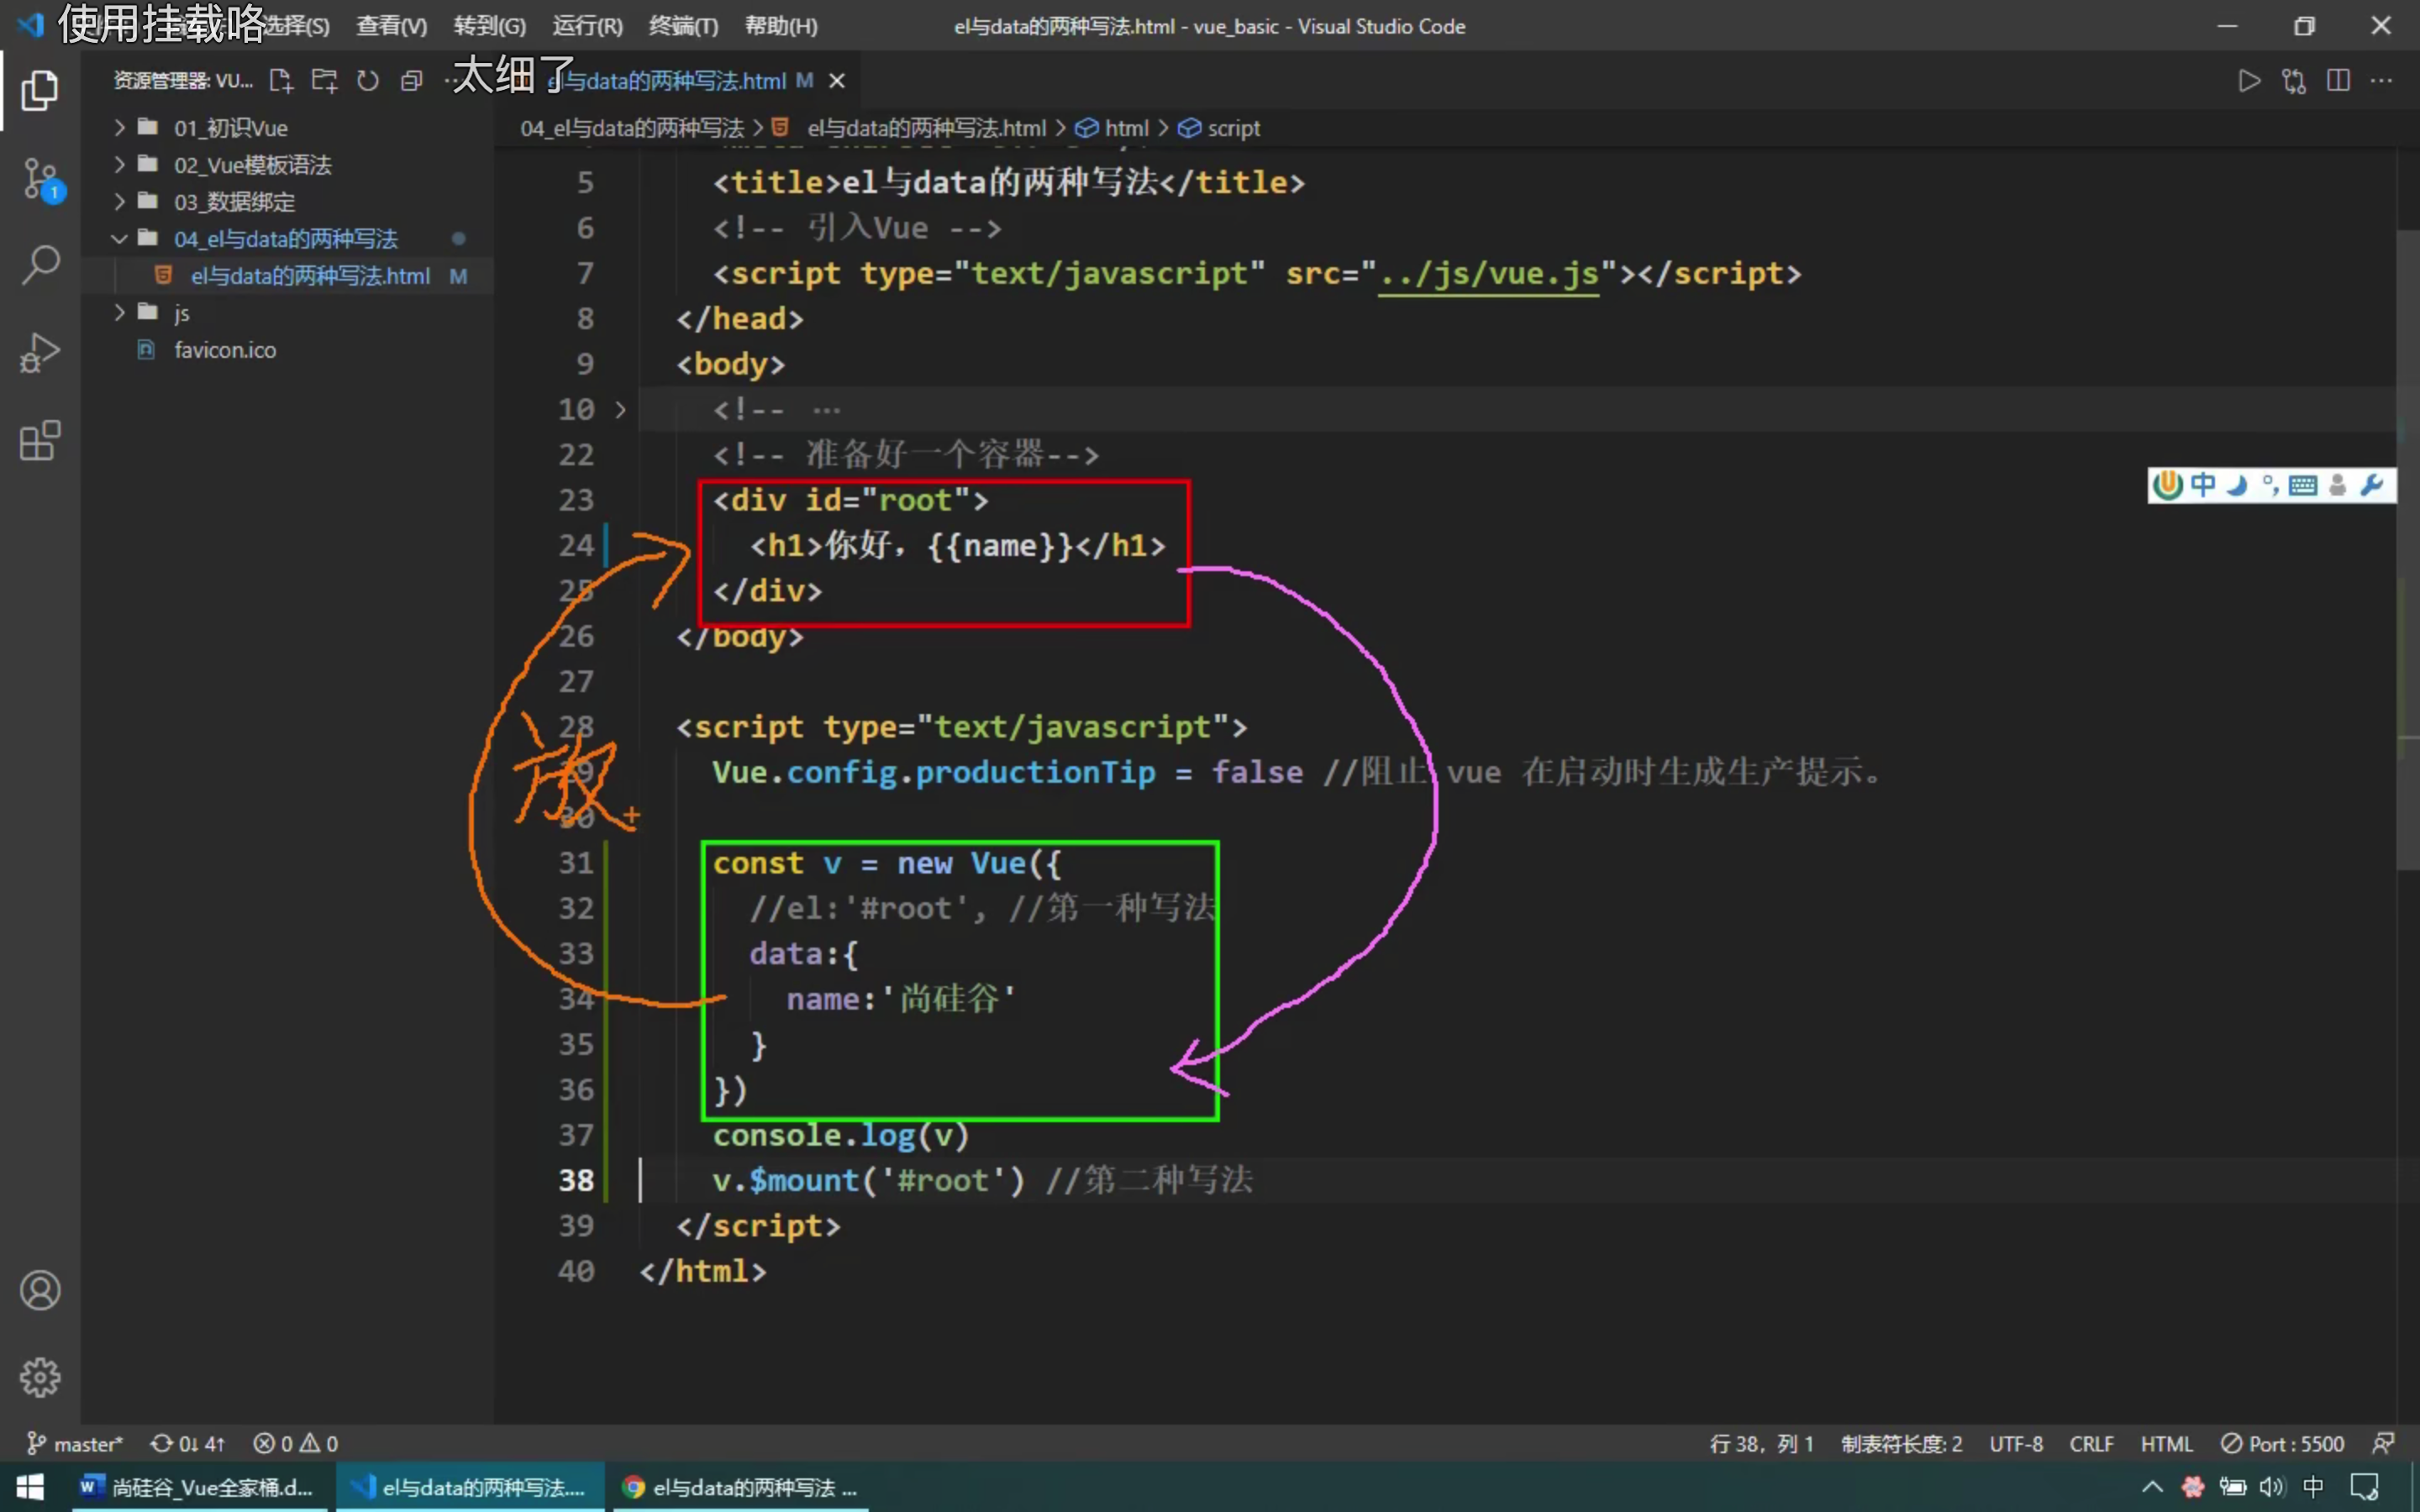 使用挂载咯
选择(S) 查看(V) 转到(G) 运行(R) 终端(T) 帮助(H)
el与data的两种写法.html - vue_basic - Visual Studio Code
太细了
资源管理器: VU...
el与data的两种写法.html M
04_el与data的两种写法 > el与data的两种写法.html > html > script
01_初识Vue
02_Vue模板语法
03_数据绑定
04_el与data的两种写法
el与data的两种写法.html M
js
favicon.ico
1
5 <title>el与data的两种写法</title>
6 <!-- 引入Vue -->
7 <script type="text/javascript" src="../js/vue.js"></script>
8 </head>
9 <body>
10 <!-- ...
22 <!-- 准备好一个容器-->
23 <div id="root">
24 <h1>你好，{{name}}</h1>
25 </div>
26 </body>
27
28 <script type="text/javascript">
29 Vue.config.productionTip = false //阻止 vue 在启动时生成生产提示。
30
放
31 const v = new Vue({
32 //el:'#root', //第一种写法
33 data:{
34 name:'尚硅谷'
35 }
36 })
37 console.log(v)
38 v.$mount('#root') //第二种写法
39 </script>
40 </html>
中
master* 0↓ 4↑ 0 0
行 38，列 1 制表符长度: 2 UTF-8 CRLF HTML Port : 5500
尚硅谷_Vue全家桶.d... el与data的两种写法.... el与data的两种写法 ... 中